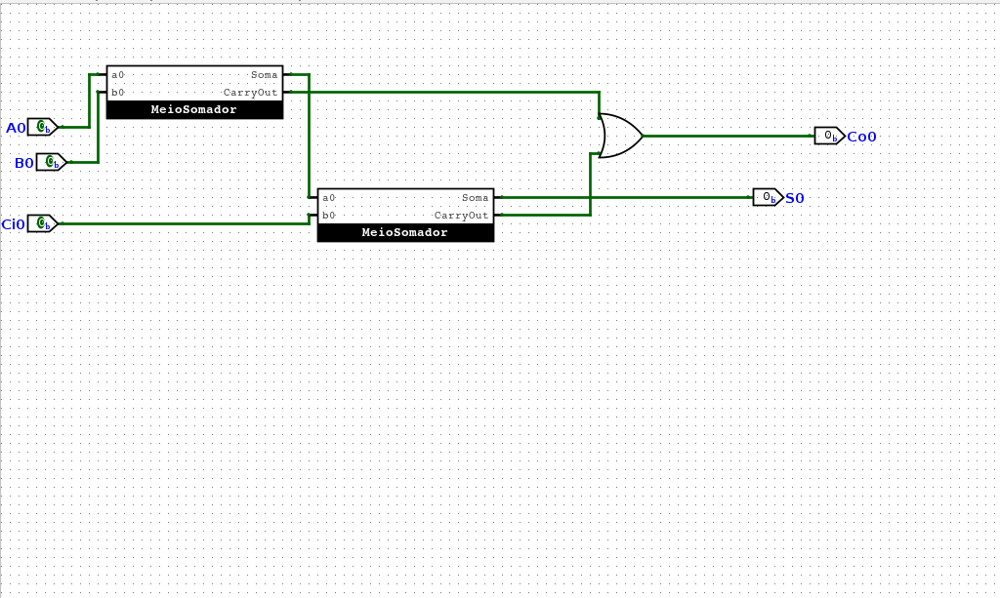 a0 Soma
b0 CarryOut
MeioSomador
A0 0b
B0 0b
0b Co0
a0 Soma
b0 CarryOut
MeioSomador
0b S0
Ci0 0b